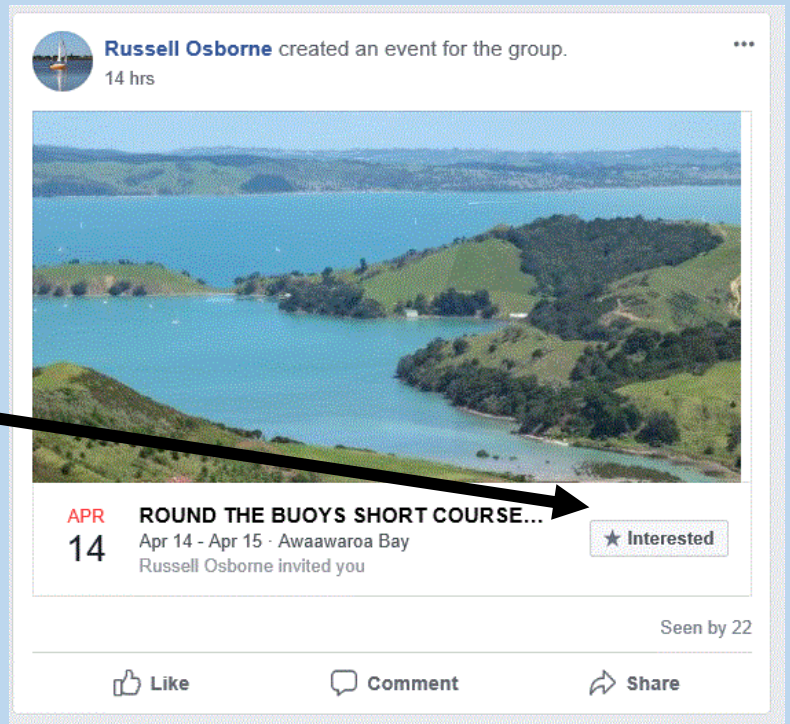 Russell Osborne created an event for the group.
14 hrs
APR
14
ROUND THE BUOYS SHORT COURSE...
Apr 14 - Apr 15 · Awaawaroa Bay
Russell Osborne invited you
★ Interested
Seen by 22
Like
Comment
Share